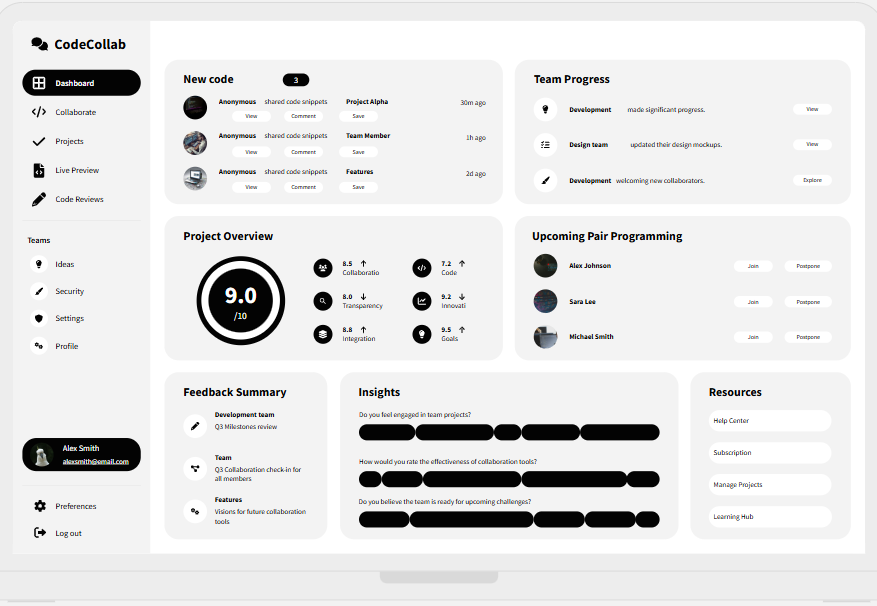 CodeCollab
Dashboard
Collaborate
Projects
Live Preview
Code Reviews
Teams
Ideas
Security
Settings
Profile
Alex Smith
alexsmith@email.com
Preferences
Log out
New code 3
Anonymous shared code snippets Project Alpha 30m ago
View Comment Save
Anonymous shared code snippets Team Member 1h ago
View Comment Save
Anonymous shared code snippets Features 2d ago
View Comment Save
Team Progress
Development made significant progress. View
Design team updated their design mockups. View
Development welcoming new collaborators. Explore
Project Overview
9.0
/10
8.5 ↑ 7.2 ↑
Collaboratio Code
8.0 ↓ 9.2 ↓
Transparency Innovati
8.8 ↑ 9.5 ↑
Integration Goals
Upcoming Pair Programming
Alex Johnson Join Postpone
Sara Lee Join Postpone
Michael Smith Join Postpone
Feedback Summary
Development team
Q3 Milestones review
Team
Q3 Collaboration check-in for
all members
Features
Visions for future collaboration
tools
Insights
Do you feel engaged in team projects?
How would you rate the effectiveness of collaboration tools?
Do you believe the team is ready for upcoming challenges?
Resources
Help Center
Subscription
Manage Projects
Learning Hub